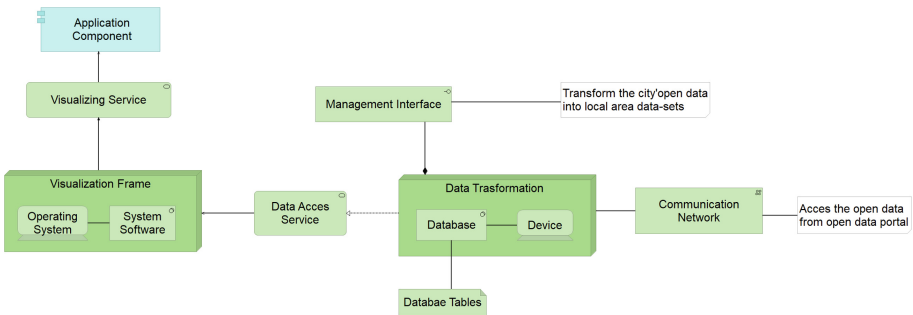 Application
Component
Visualizing Service
Management Interface
Transform the city'open data
into local area data-sets
Visualization Frame
Operating
System
System
Software
Data Acces
Service
Data Trasformation
Database
Device
Communication
Network
Acces the open data
from open data portal
Databae Tables